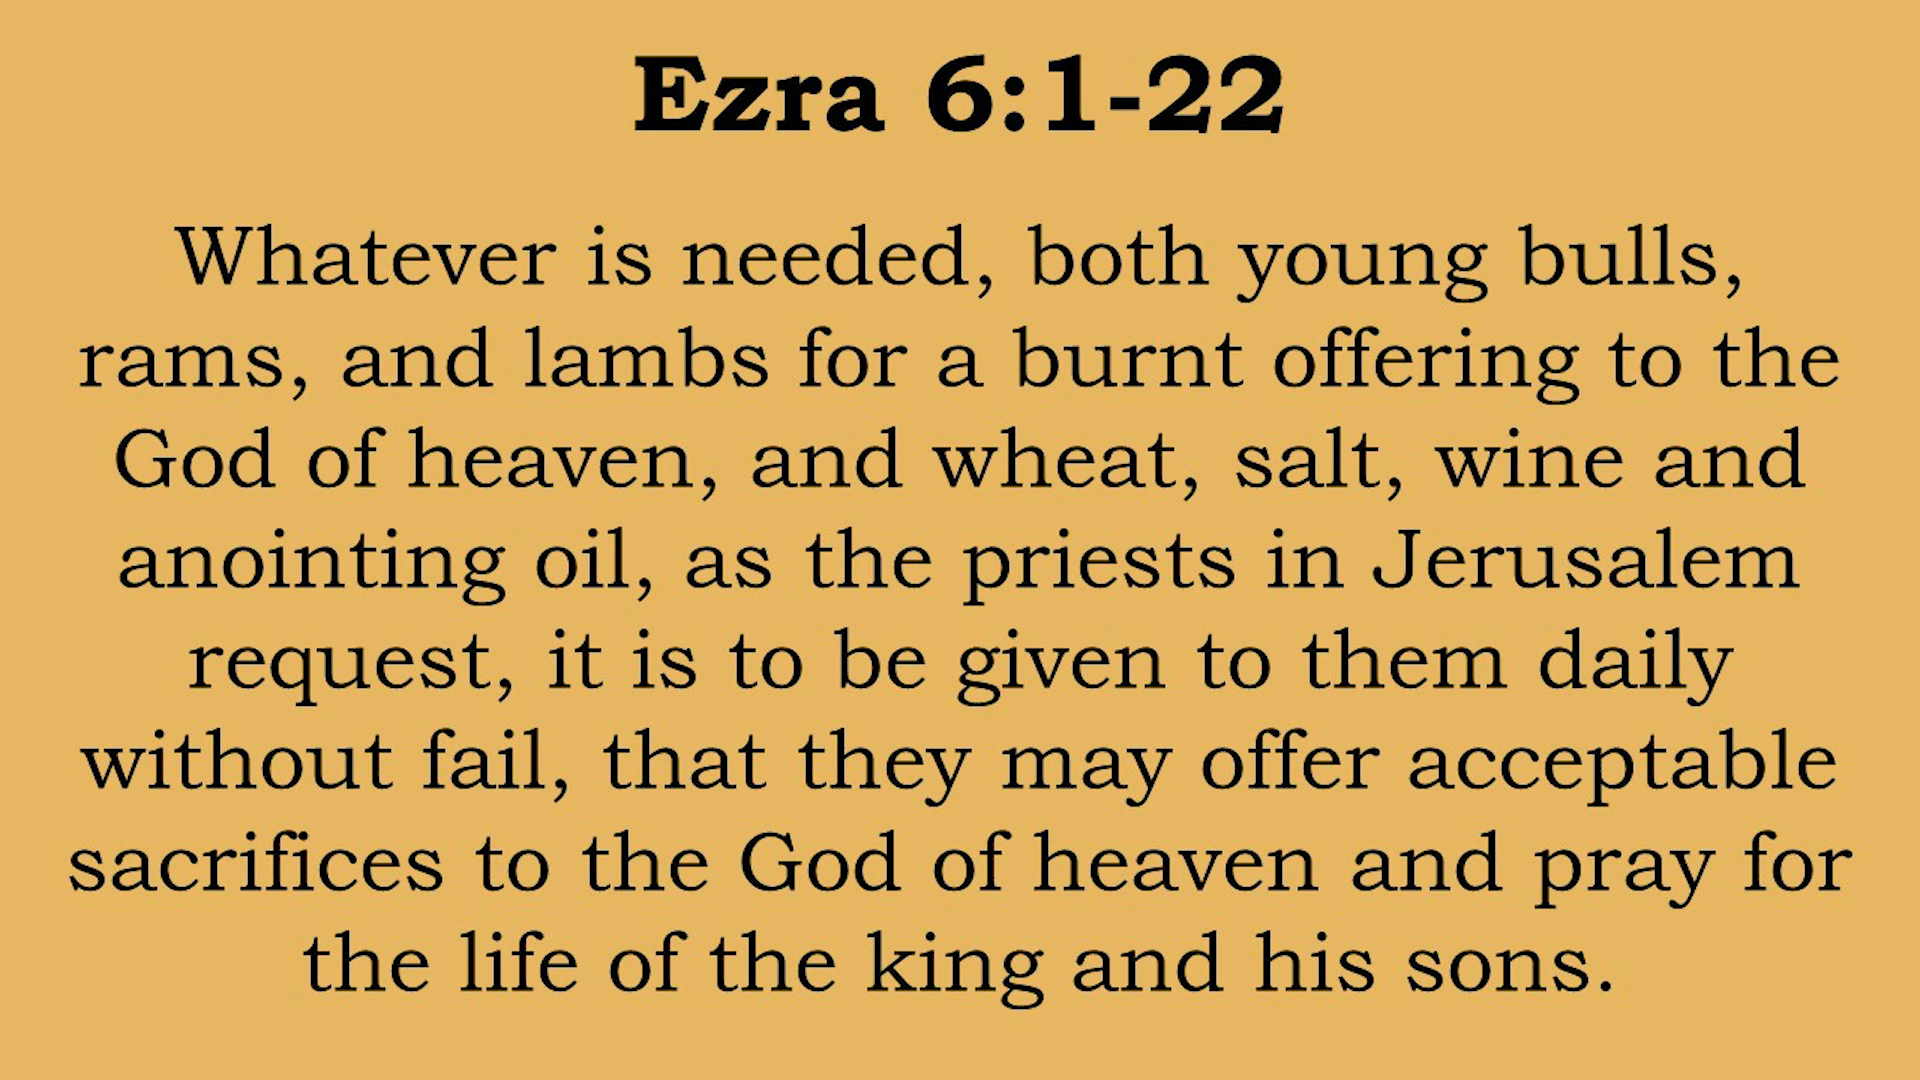 Ezra 6:1-22
Whatever is needed, both young bulls,
rams, and lambs for a burnt offering to the
God of heaven, and wheat, salt, wine and
anointing oil, as the priests in Jerusalem
request, it is to be given to them daily
without fail, that they may offer acceptable
sacrifices to the God of heaven and pray for
the life of the king and his sons.